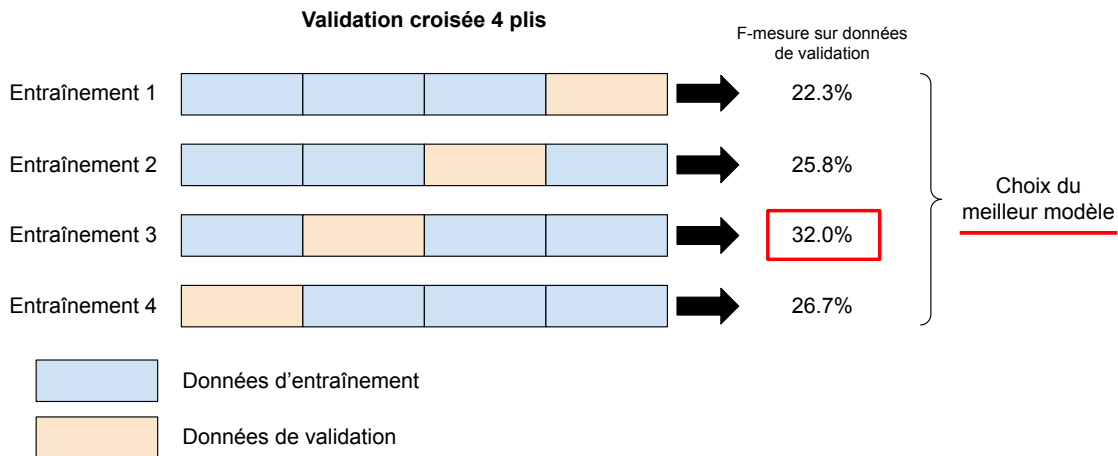 Validation croisée 4 plis
F-mesure sur données
de validation
Entraînement 1
22.3%
Entraînement 2
25.8%
Entraînement 3
32.0%
Entraînement 4
26.7%
Choix du
meilleur modèle
Données d'entraînement
Données de validation